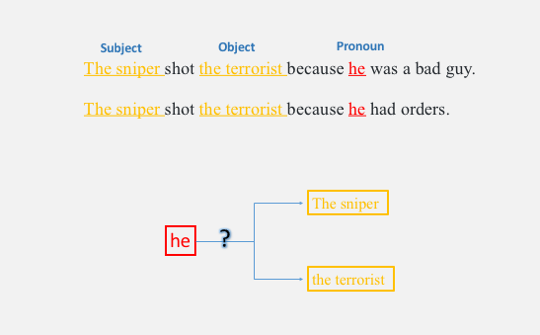 Subject Object Pronoun
The sniper shot the terrorist because he was a bad guy.
The sniper shot the terrorist because he had orders.
The sniper
he ?
the terrorist